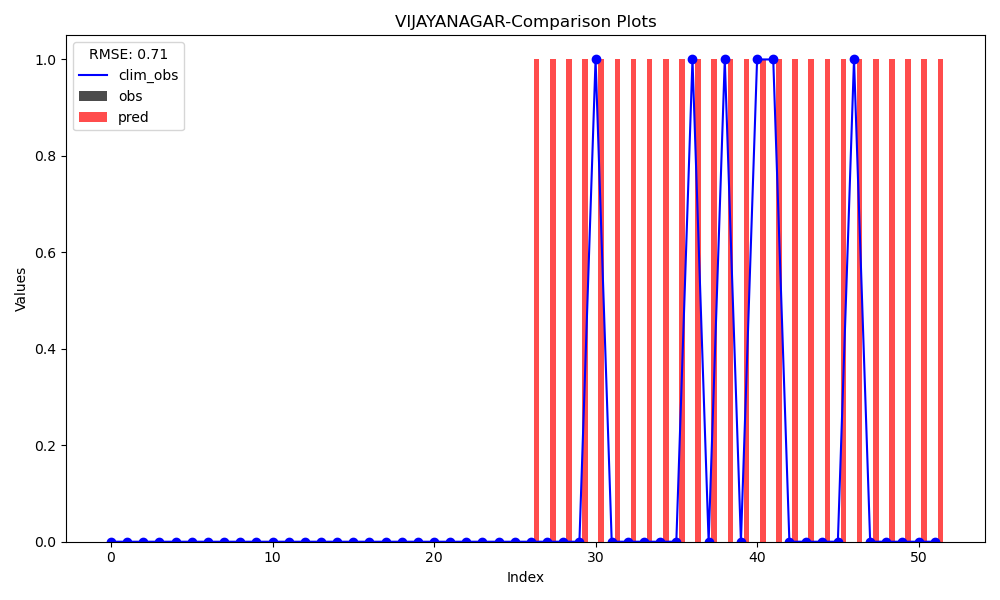 VIJAYANAGAR-Comparison Plots
RMSE: 0.71
clim_obs
obs
pred
Values
1.0
0.8
0.6
0.4
0.2
0.0
0 10 20 30 40 50
Index